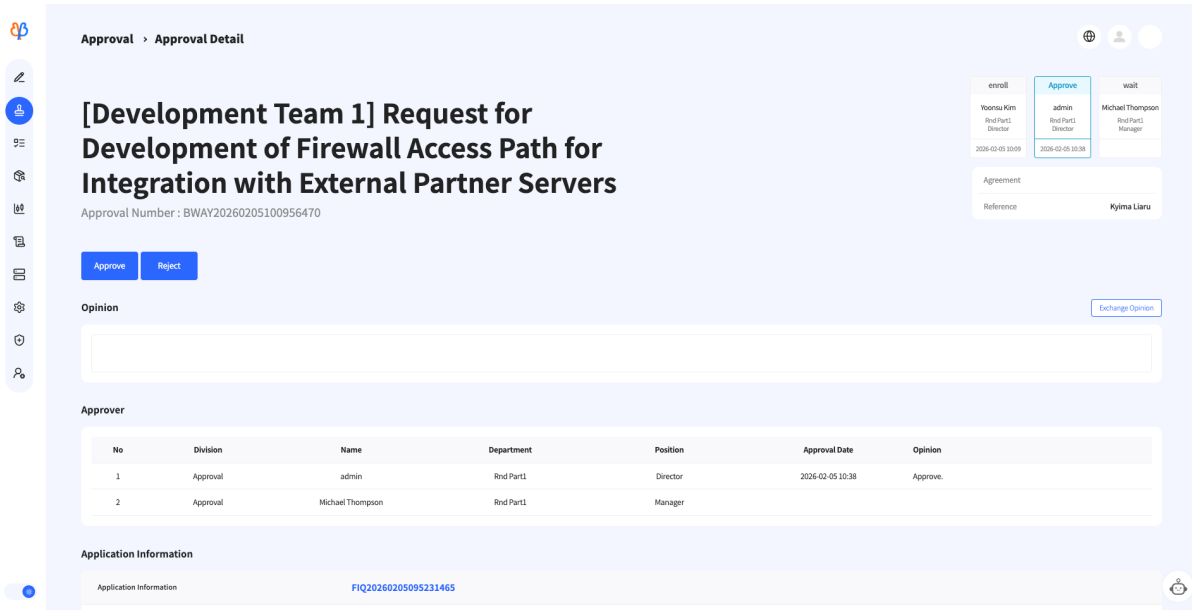 Approval > Approval Detail
enroll
Yoonsu Kim
Rnd Part1
Director
2026-02-05 10:09
Approve
admin
Rnd Part1
Director
2026-02-05 10:38
wait
Michael Thompson
Rnd Part1
Manager
[Development Team 1] Request for
Development of Firewall Access Path for
Integration with External Partner Servers
Approval Number : BWAY20260205100956470
Agreement
Reference Kyima Liaru
Approve Reject
Opinion
Exchange Opinion
Approver
No Division Name Department Position Approval Date Opinion
1 Approval admin Rnd Part1 Director 2026-02-05 10:38 Approve.
2 Approval Michael Thompson Rnd Part1 Manager
Application Information
Application Information FIQ20260205095231465